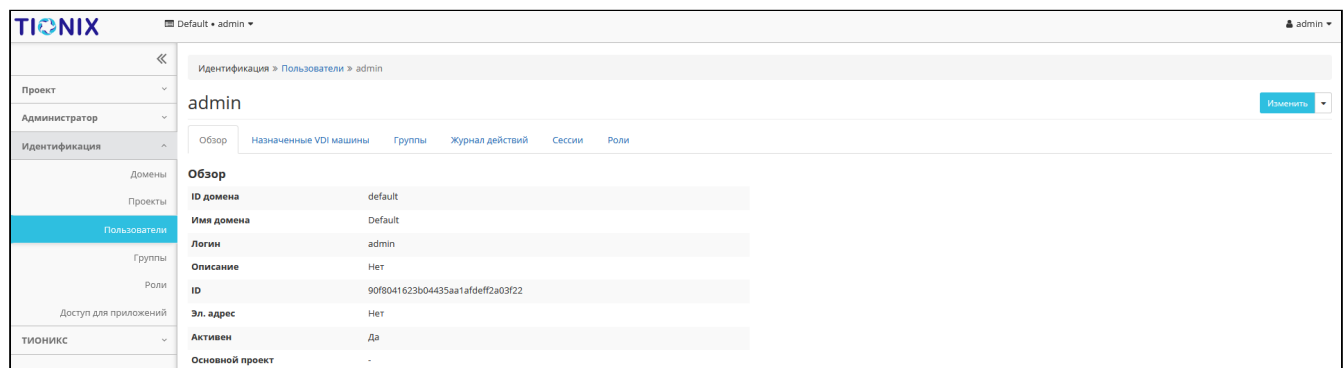 TIONIX
Default • admin
admin
Идентификация » Пользователи » admin
Проект
Администратор
Идентификация
Домены
Проекты
Пользователи
Группы
Роли
Доступ для приложений
ТИОНИКС
admin
Изменить
Обзор Назначенные VDI машины Группы Журнал действий Сессии Роли
Обзор
ID домена default
Имя домена Default
Логин admin
Описание Нет
ID 90f8041623b04435aa1afdeff2a03f22
Эл. адрес Нет
Активен Да
Основной проект -